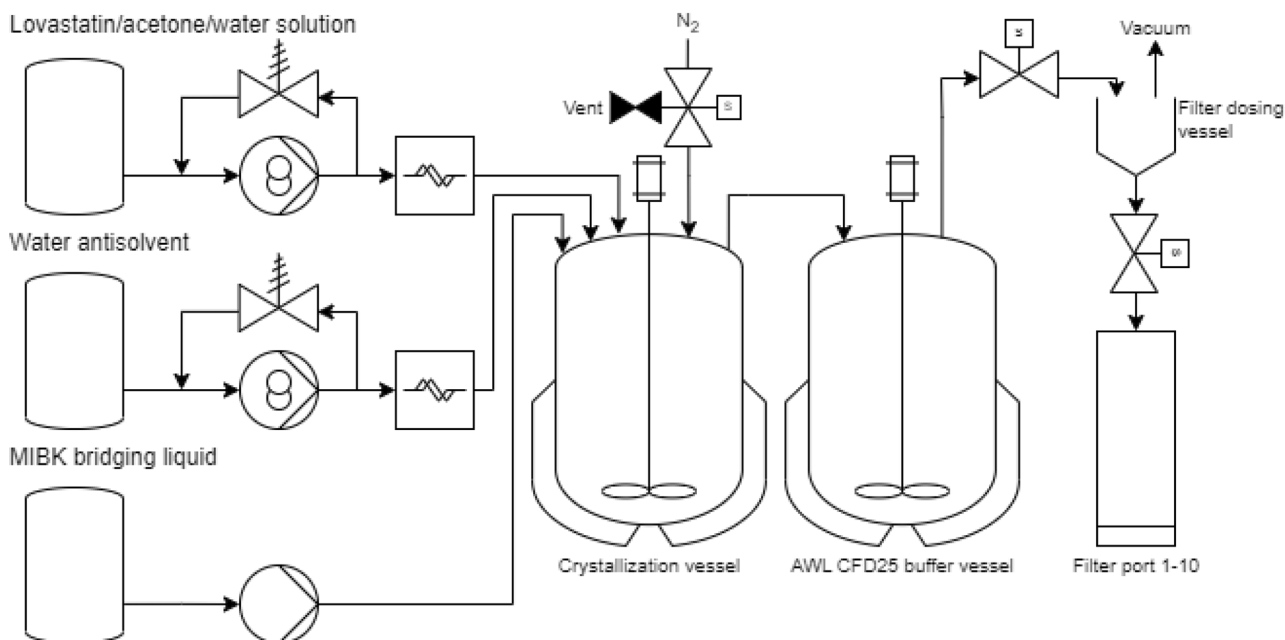 Lovastatin/acetone/water solution
N₂
Vacuum
Vent
S
Filter dosing
vessel
Water antisolvent
MIBK bridging liquid
Crystallization vessel
AWL CFD25 buffer vessel
Filter port 1-10